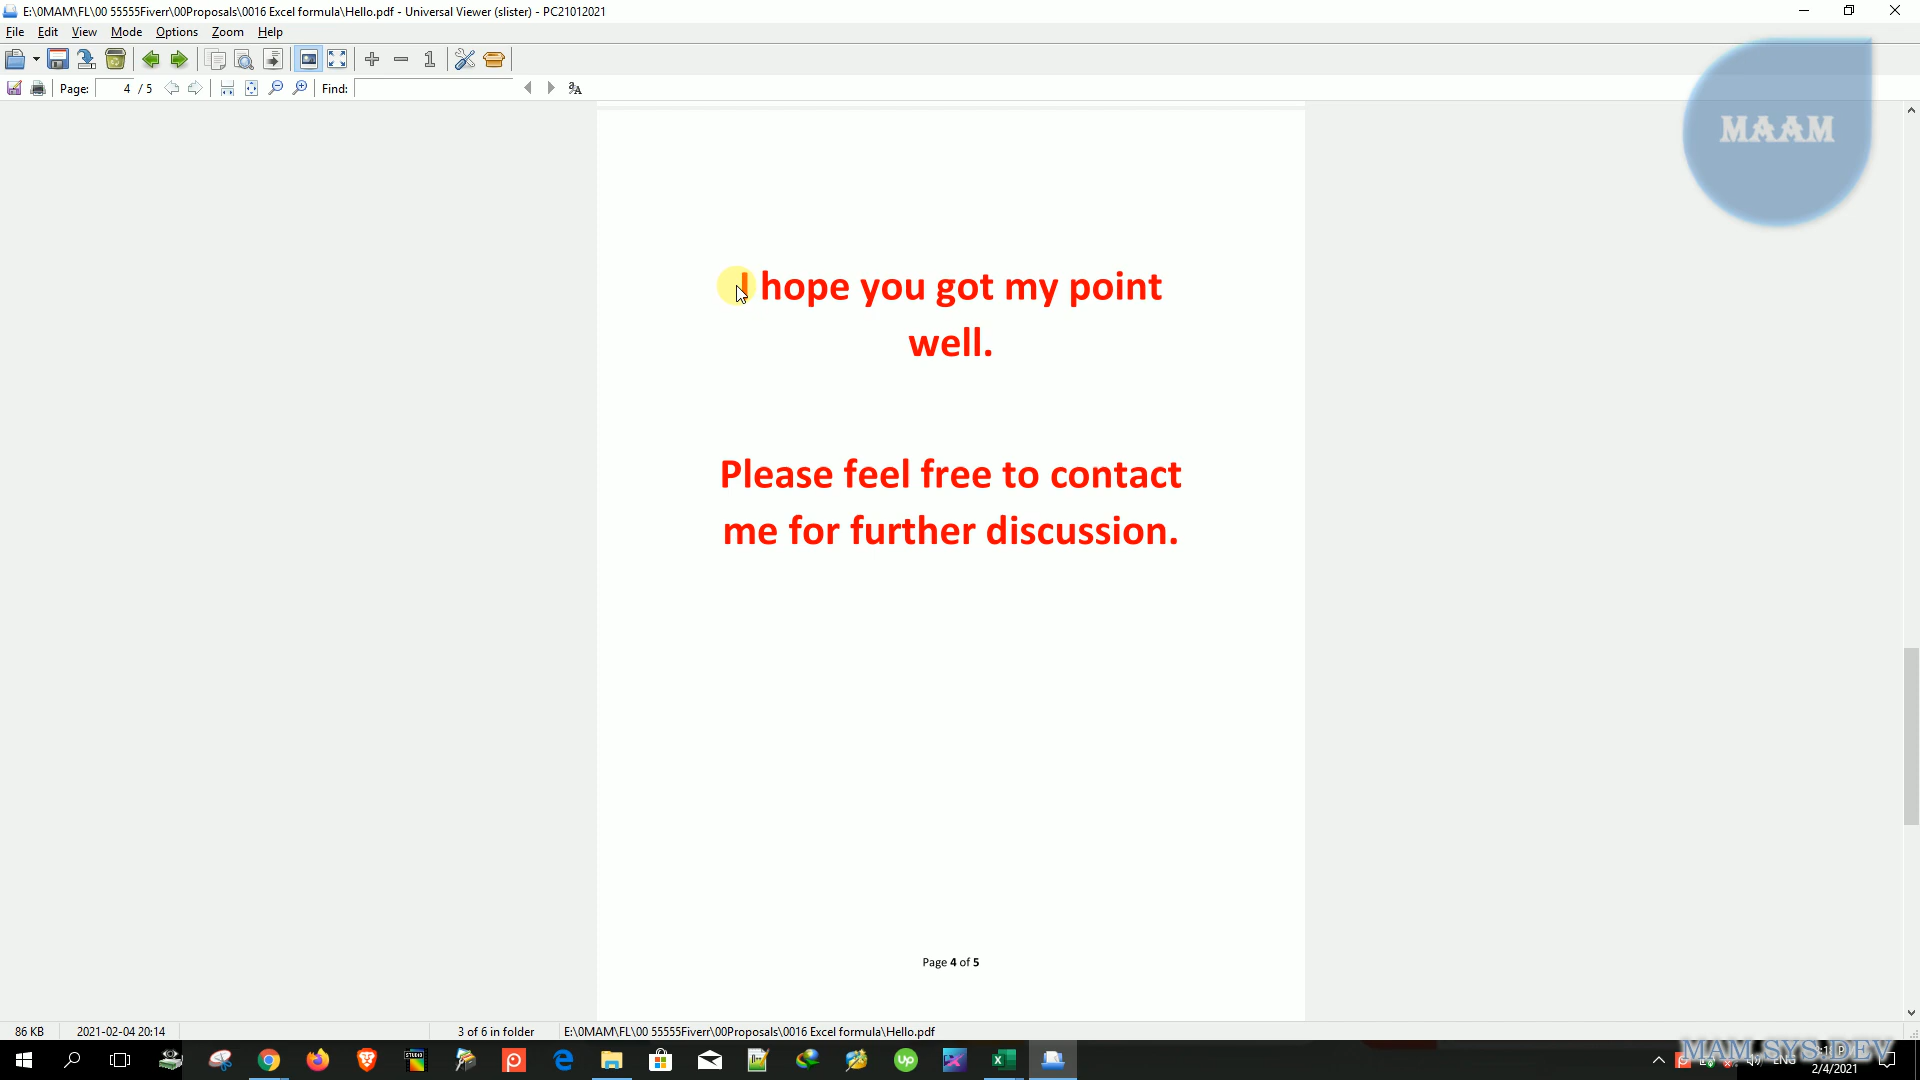 E:\0MAM\FL\00 55555Fiverr\00Proposals\0016 Excel formula\Hello.pdf - Universal Viewer (slister) - PC21012021
File Edit View Mode Options Zoom Help
Page: 4 / 5 Find:
MAAM
I hope you got my point
well.
Please feel free to contact
me for further discussion.
Page 4 of 5
86 KB 2021-02-04 20:14 3 of 6 in folder E:\0MAM\FL\00 55555Fiverr\00Proposals\0016 Excel formula\Hello.pdf
MAM.SYS.DEV
ENG
2/4/2021